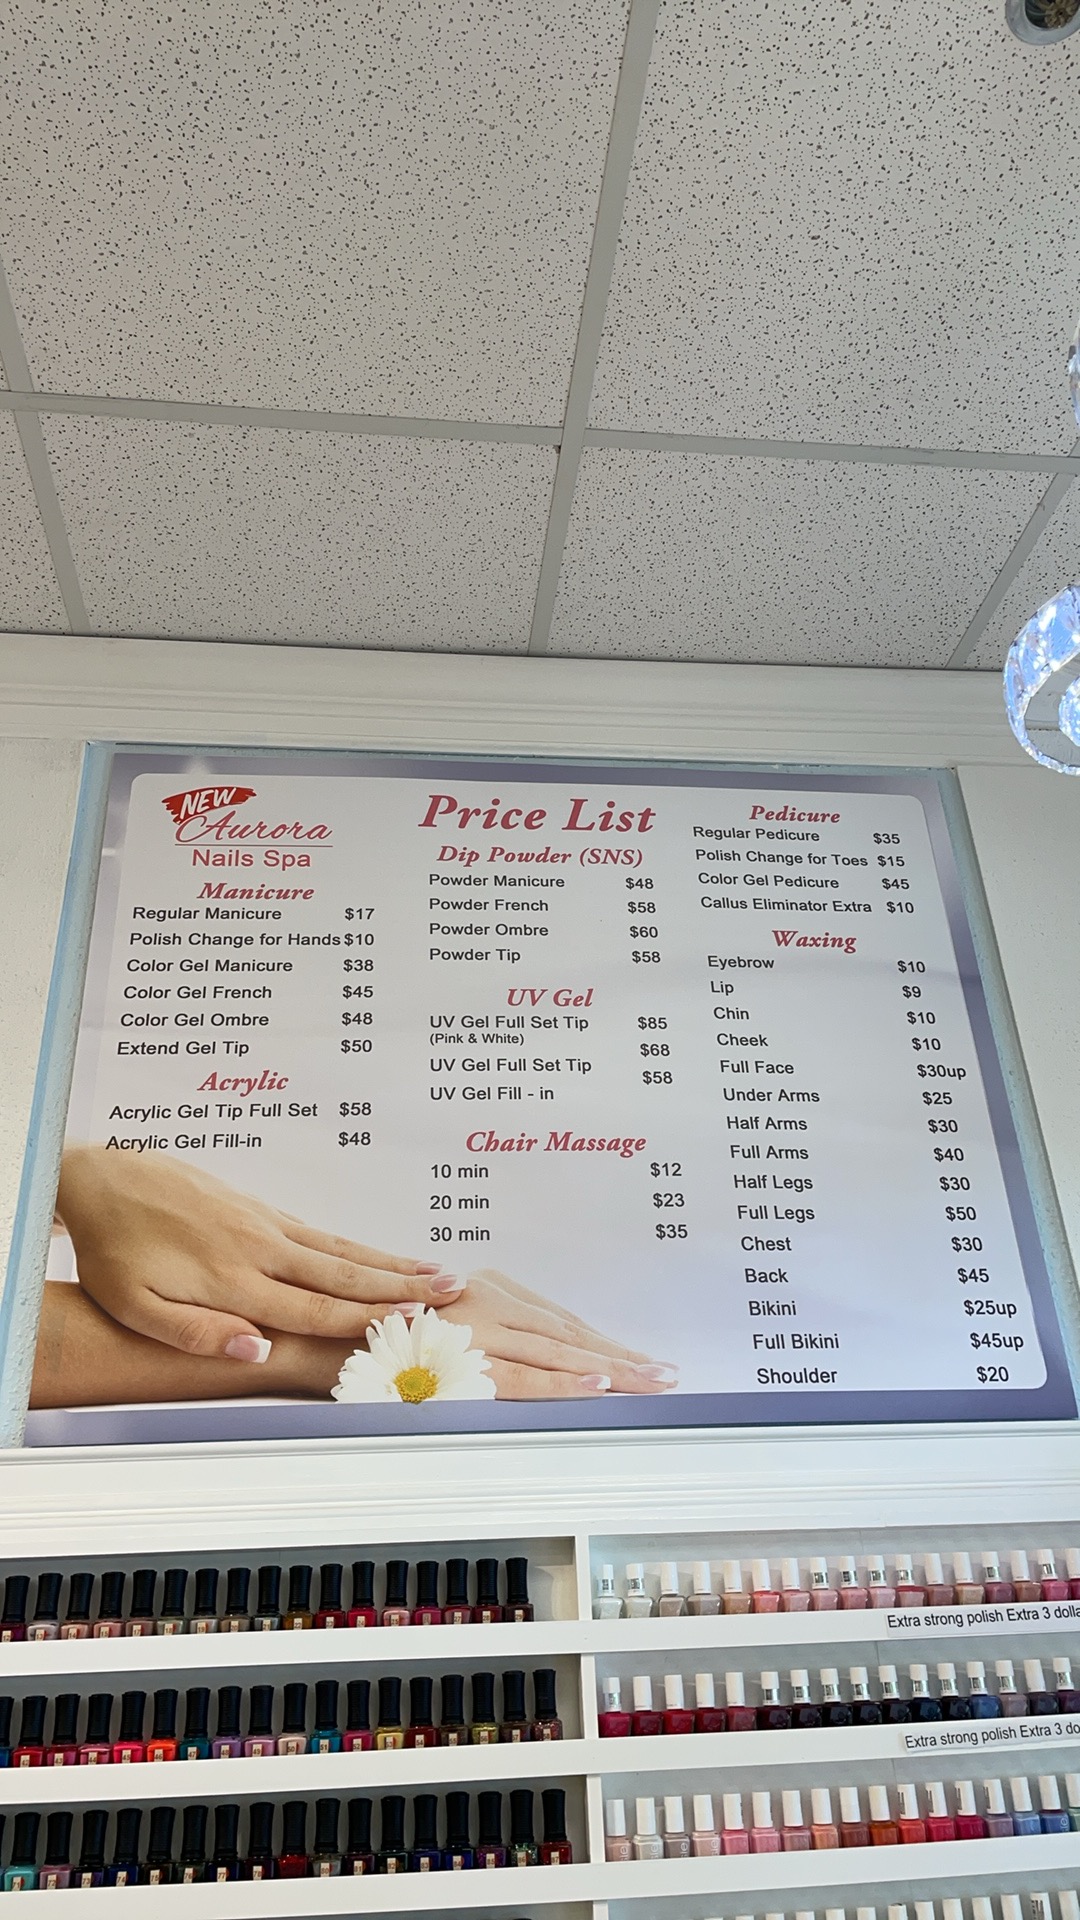 NEW
Aurora
Nails Spa
Manicure
Regular Manicure $17
Polish Change for Hands $10
Color Gel Manicure $38
Color Gel French $45
Color Gel Ombre $48
Extend Gel Tip $50
Acrylic
Acrylic Gel Tip Full Set $58
Acrylic Gel Fill-in $48
Price List
Dip Powder (SNS)
Powder Manicure $48
Powder French $58
Powder Ombre $60
Powder Tip $58
UV Gel
UV Gel Full Set Tip $85
(Pink & White)
UV Gel Full Set Tip $68
UV Gel Fill - in $58
Chair Massage
10 min $12
20 min $23
30 min $35
Pedicure
Regular Pedicure $35
Polish Change for Toes $15
Color Gel Pedicure $45
Callus Eliminator Extra $10
Waxing
Eyebrow $10
Lip $9
Chin $10
Cheek $10
Full Face $30up
Under Arms $25
Half Arms $30
Full Arms $40
Half Legs $30
Full Legs $50
Chest $30
Back $45
Bikini $25up
Full Bikini $45up
Shoulder $20
Extra strong polish Extra 3 dolla
Extra strong polish Extra 3 do